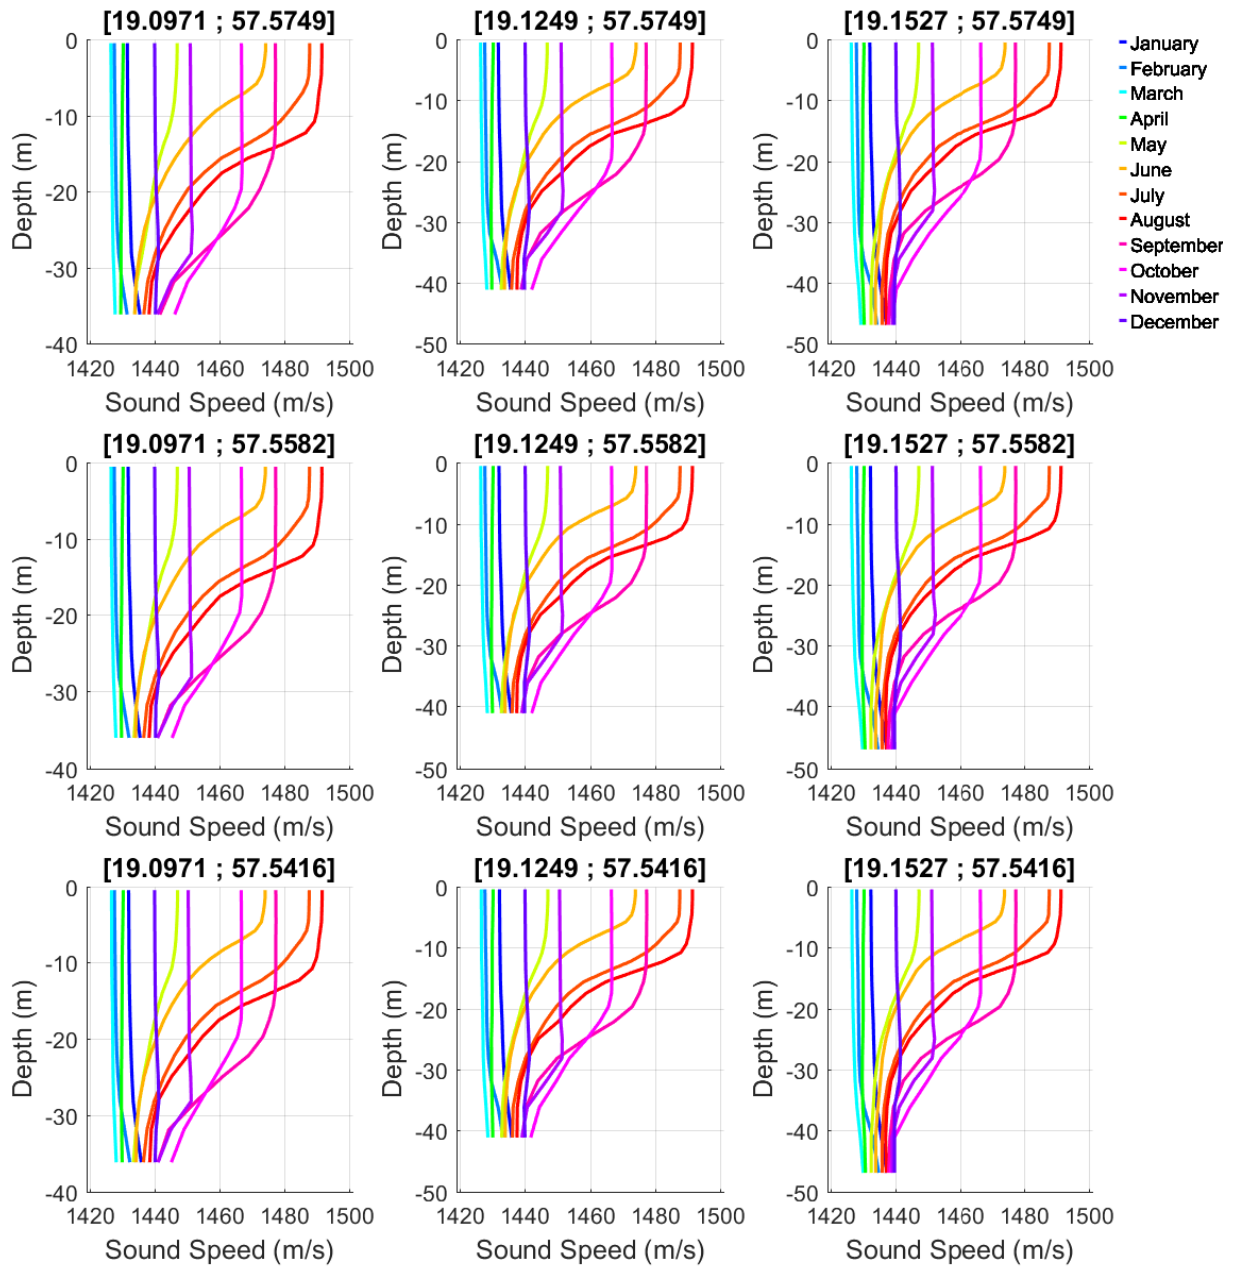 [19.0971 ; 57.5749]
[19.1249 ; 57.5749]
[19.1527 ; 57.5749]
0
-10
-20
-30
-40
Depth (m)
1420 1440 1460 1480 1500
Sound Speed (m/s)
0
-10
-20
-30
-40
-50
Depth (m)
1420 1440 1460 1480 1500
Sound Speed (m/s)
0
-10
-20
-30
-40
-50
Depth (m)
1420 1440 1460 1480 1500
Sound Speed (m/s)
January
February
March
April
May
June
July
August
September
October
November
December
[19.0971 ; 57.5582]
[19.1249 ; 57.5582]
[19.1527 ; 57.5582]
0
-10
-20
-30
-40
Depth (m)
1420 1440 1460 1480 1500
Sound Speed (m/s)
0
-10
-20
-30
-40
-50
Depth (m)
1420 1440 1460 1480 1500
Sound Speed (m/s)
0
-10
-20
-30
-40
-50
Depth (m)
1420 1440 1460 1480 1500
Sound Speed (m/s)
[19.0971 ; 57.5416]
[19.1249 ; 57.5416]
[19.1527 ; 57.5416]
0
-10
-20
-30
-40
Depth (m)
1420 1440 1460 1480 1500
Sound Speed (m/s)
0
-10
-20
-30
-40
-50
Depth (m)
1420 1440 1460 1480 1500
Sound Speed (m/s)
0
-10
-20
-30
-40
-50
Depth (m)
1420 1440 1460 1480 1500
Sound Speed (m/s)